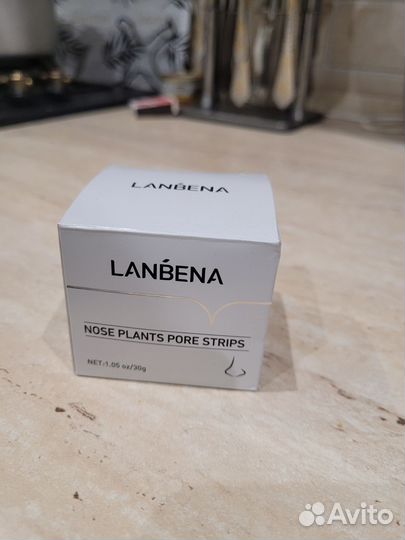 LANBENA
LANBENA
NOSE PLANTS PORE STRIPS
NET:1.05 oz/30g
Avito